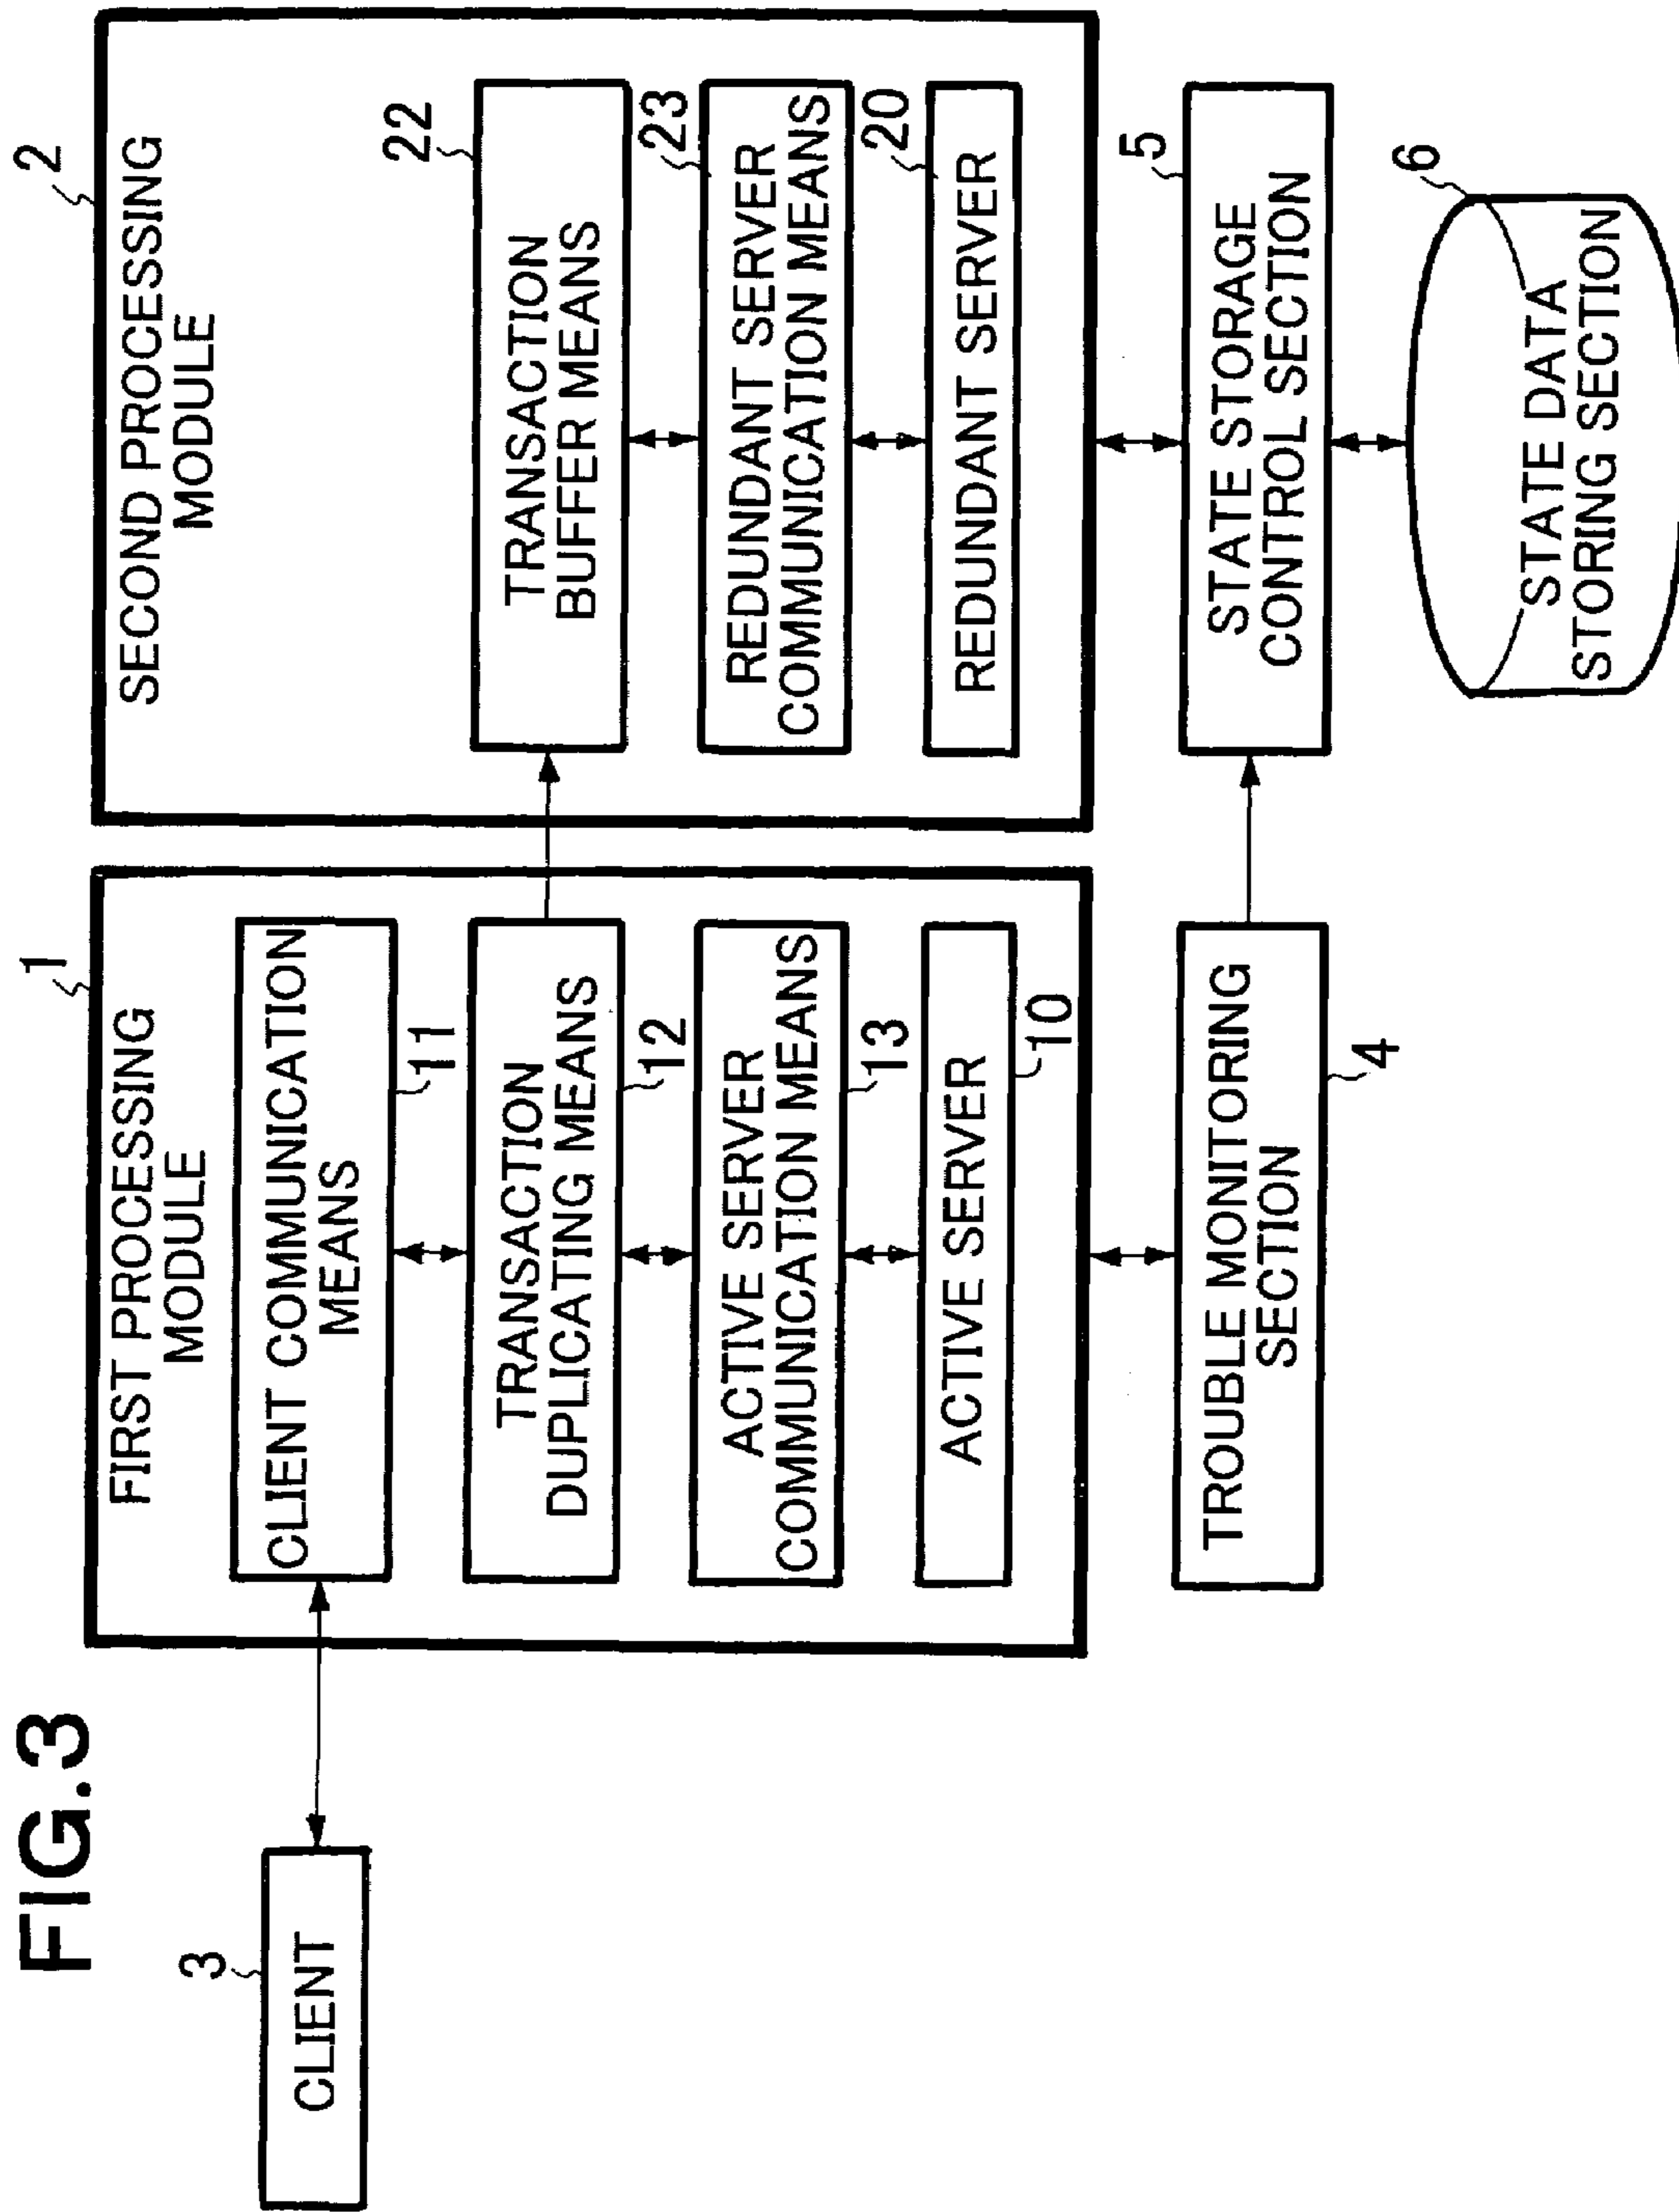 FIG.3
3
CLIENT
1
FIRST PROCESSING
MODULE
CLIENT COMMUNICATION
MEANS
11
TRANSACTION
DUPLICATING MEANS
12
ACTIVE SERVER
COMMUNICATION MEANS
13
ACTIVE SERVER
10
TROUBLE MONITORING
SECTION
4
2
SECOND PROCESSING
MODULE
22
TRANSACTION
BUFFER MEANS
23
REDUNDANT SERVER
COMMUNICATION MEANS
20
REDUNDANT SERVER
5
STATE STORAGE
CONTROL SECTION
6
STATE DATA
STORING SECTION